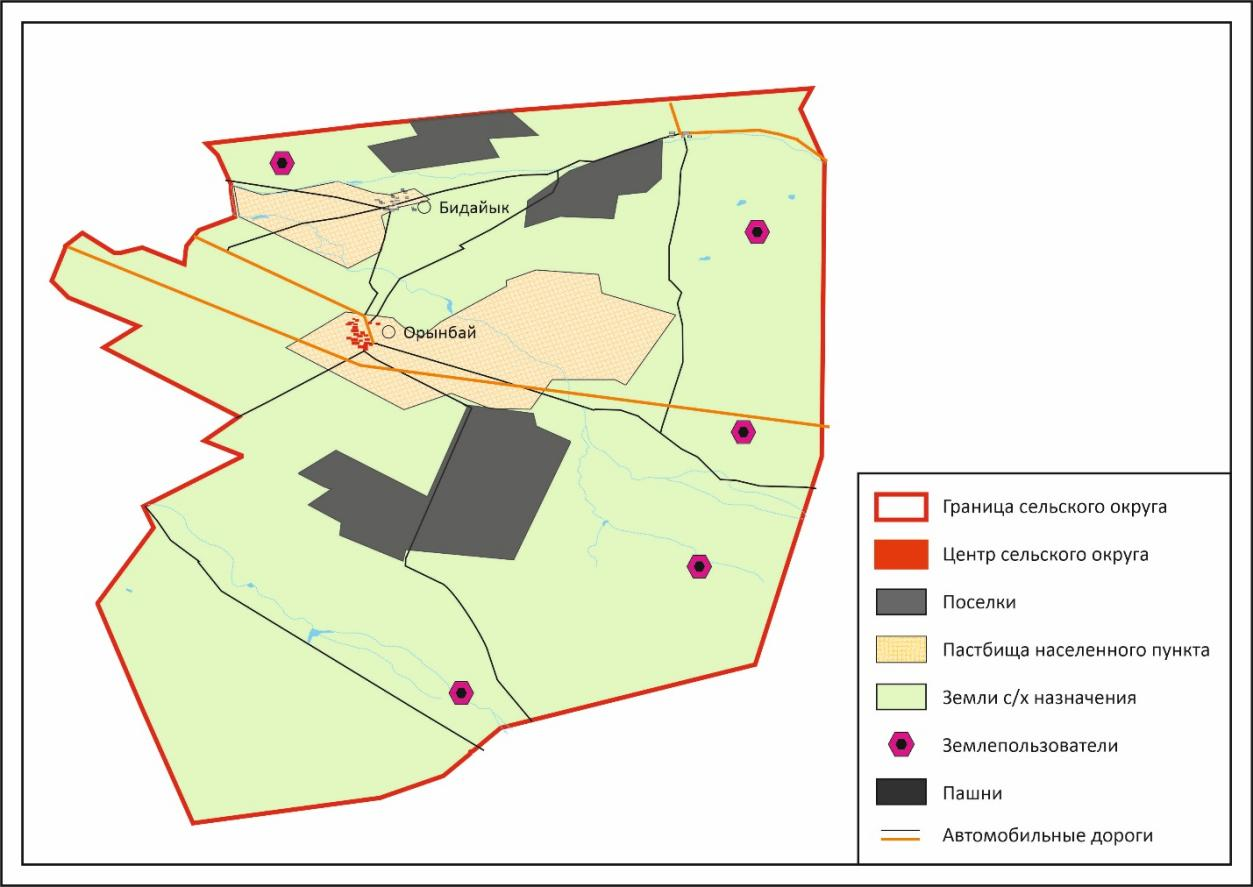 Бидайык
Орынбай
Граница сельского округа
Центр сельского округа
Поселки
Пастбища населенного пункта
Земли с/х назначения
Землепользователи
Пашни
Автомобильные дороги